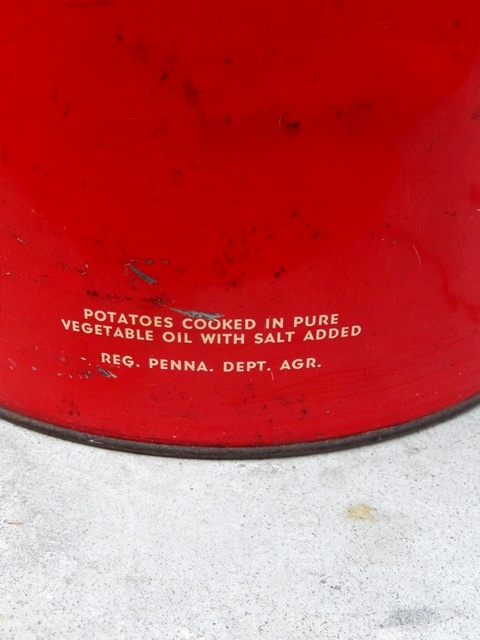 POTATOES COOKED IN PURE
VEGETABLE OIL WITH SALT ADDED
REG. PENNA. DEPT. AGR.